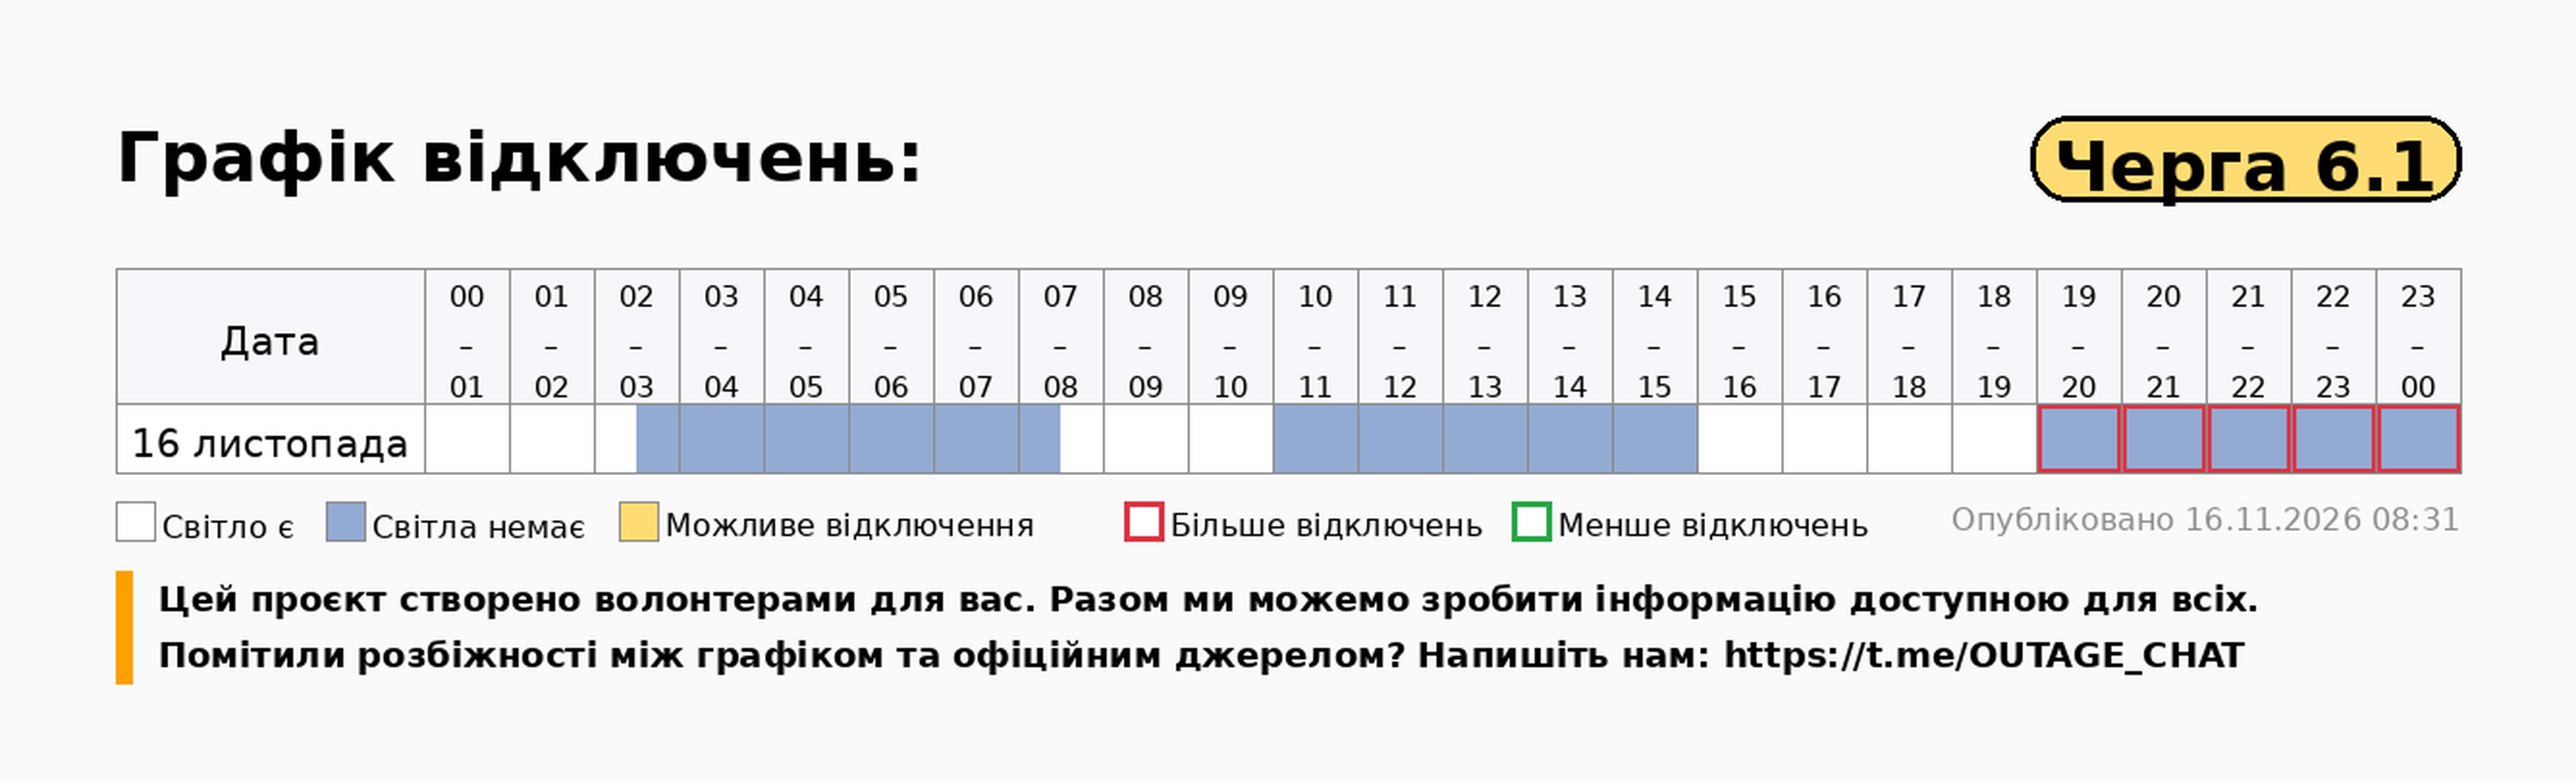 Графік відключень:
Черга 6.1
Дата
00 – 01
01 – 02
02 – 03
03 – 04
04 – 05
05 – 06
06 – 07
07 – 08
08 – 09
09 – 10
10 – 11
11 – 12
12 – 13
13 – 14
14 – 15
15 – 16
16 – 17
17 – 18
18 – 19
19 – 20
20 – 21
21 – 22
22 – 23
23 – 00
16 листопада
Світло є
Світла немає
Можливе відключення
Більше відключень
Менше відключень
Опубліковано 16.11.2026 08:31
Цей проєкт створено волонтерами для вас. Разом ми можемо зробити інформацію доступною для всіх.
Помітили розбіжності між графіком та офіційним джерелом? Напишіть нам: https://t.me/OUTAGE_CHAT